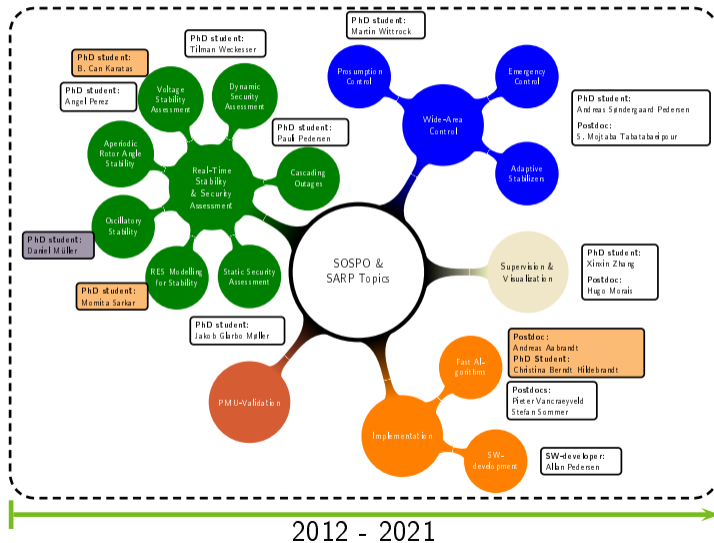 PhD student:
Martin Wittrock
PhD student:
Tilman Weckesser
PhD student:
B. Can Karatas
PhD student:
Angel Perez
Voltage
Stability
Assessment
Dynamic
Security
Assessment
Prosumption
Control
Emergency
Control
PhD student:
Andreas Søndergaard Pedersen
Postdoc:
S. Mojtaba Tabatabaeipour
Wide-Area
Control
PhD student:
Pauli Pedersen
Aperiodic
Rotor Angle
Stability
Real-Time
Stability
& Security
Assessment
Cascading
Outages
Adaptive
Stabilizers
Oscillatory
Stability
PhD student:
Daniel Müller
RES Modelling
for Stability
Static Security
Assessment
SOSPO &
SARP Topics
Supervision &
Visualization
PhD student:
Xinxin Zhang
Postdoc:
Hugo Morais
PhD student:
Momita Sarkar
PhD student:
Jakob Glarbo Møller
Postdoc:
Andreas Aabrandt
PhD Student:
Christina Berndt Hildebrandt
Fast Al-
gorithms
Postdocs:
Pieter Vancraeyveld
Stefan Sommer
PMU-Validation
Implementation
SW-
development
SW-developer:
Allan Pedersen
2012 - 2021